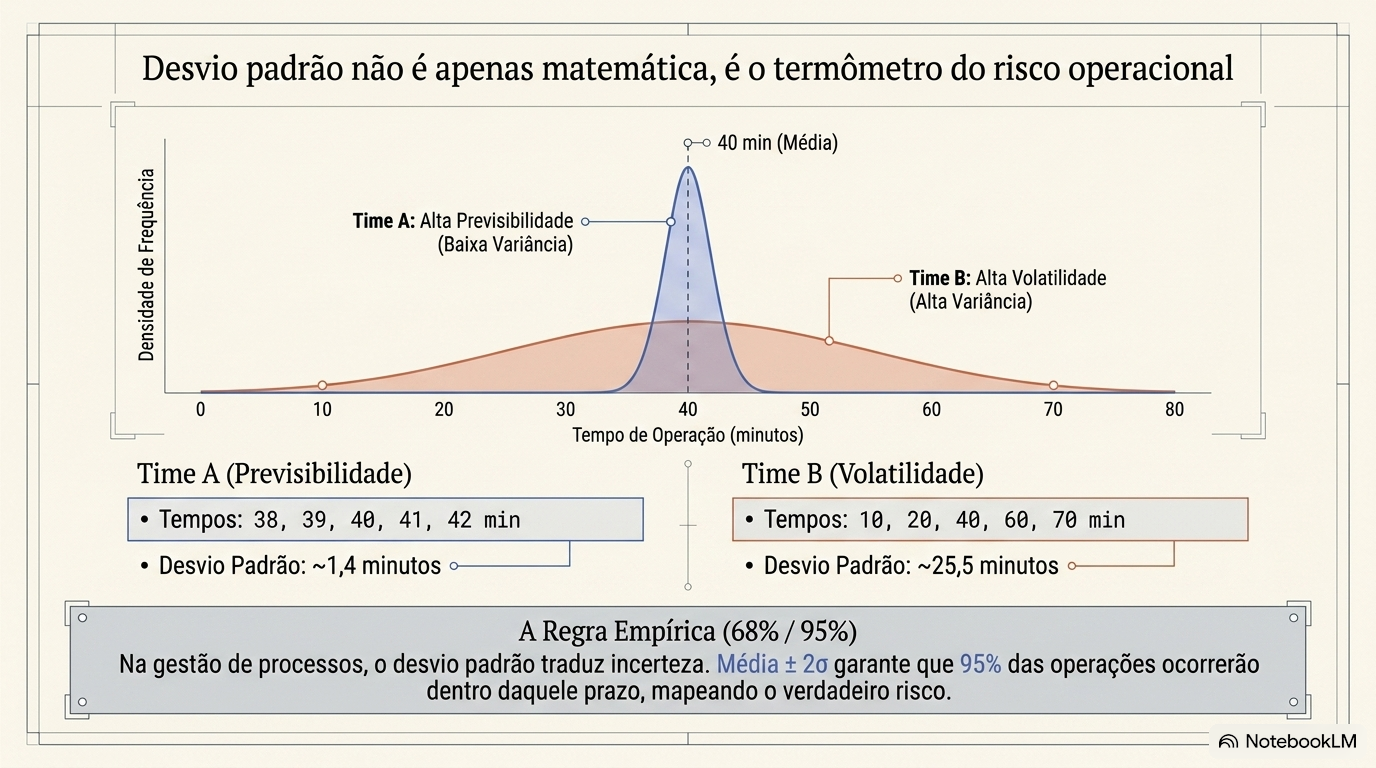 Desvio padrão não é apenas matemática, é o termômetro do risco operacional
40 min (Média)
Densidade de Frequência
Time A: Alta Previsibilidade
(Baixa Variância)
Time B: Alta Volatilidade
(Alta Variância)
0 10 20 30 40 50 60 70 80
Tempo de Operação (minutos)
Time A (Previsibilidade)
• Tempos: 38, 39, 40, 41, 42 min
• Desvio Padrão: ~1,4 minutos
Time B (Volatilidade)
• Tempos: 10, 20, 40, 60, 70 min
• Desvio Padrão: ~25,5 minutos
A Regra Empírica (68% / 95%)
Na gestão de processos, o desvio padrão traduz incerteza. Média ± 2σ garante que 95% das operações ocorrerão
dentro daquele prazo, mapeando o verdadeiro risco.
NotebookLM